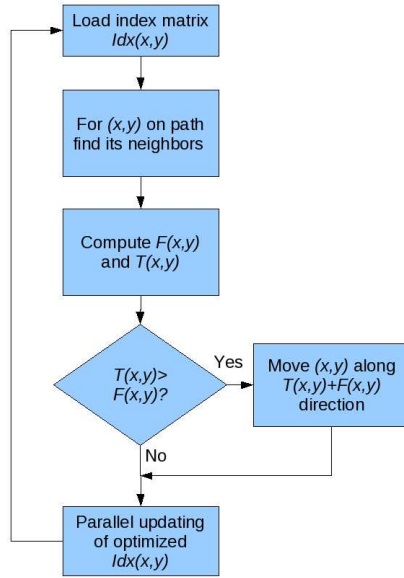 Load index matrix
Idx(x,y)
For (x,y) on path
find its neighbors
Compute F(x,y)
and T(x,y)
T(x,y)>
F(x,y)?
Yes
Move (x,y) along
T(x,y)+F(x,y)
direction
No
Parallel updating
of optimized
Idx(x,y)